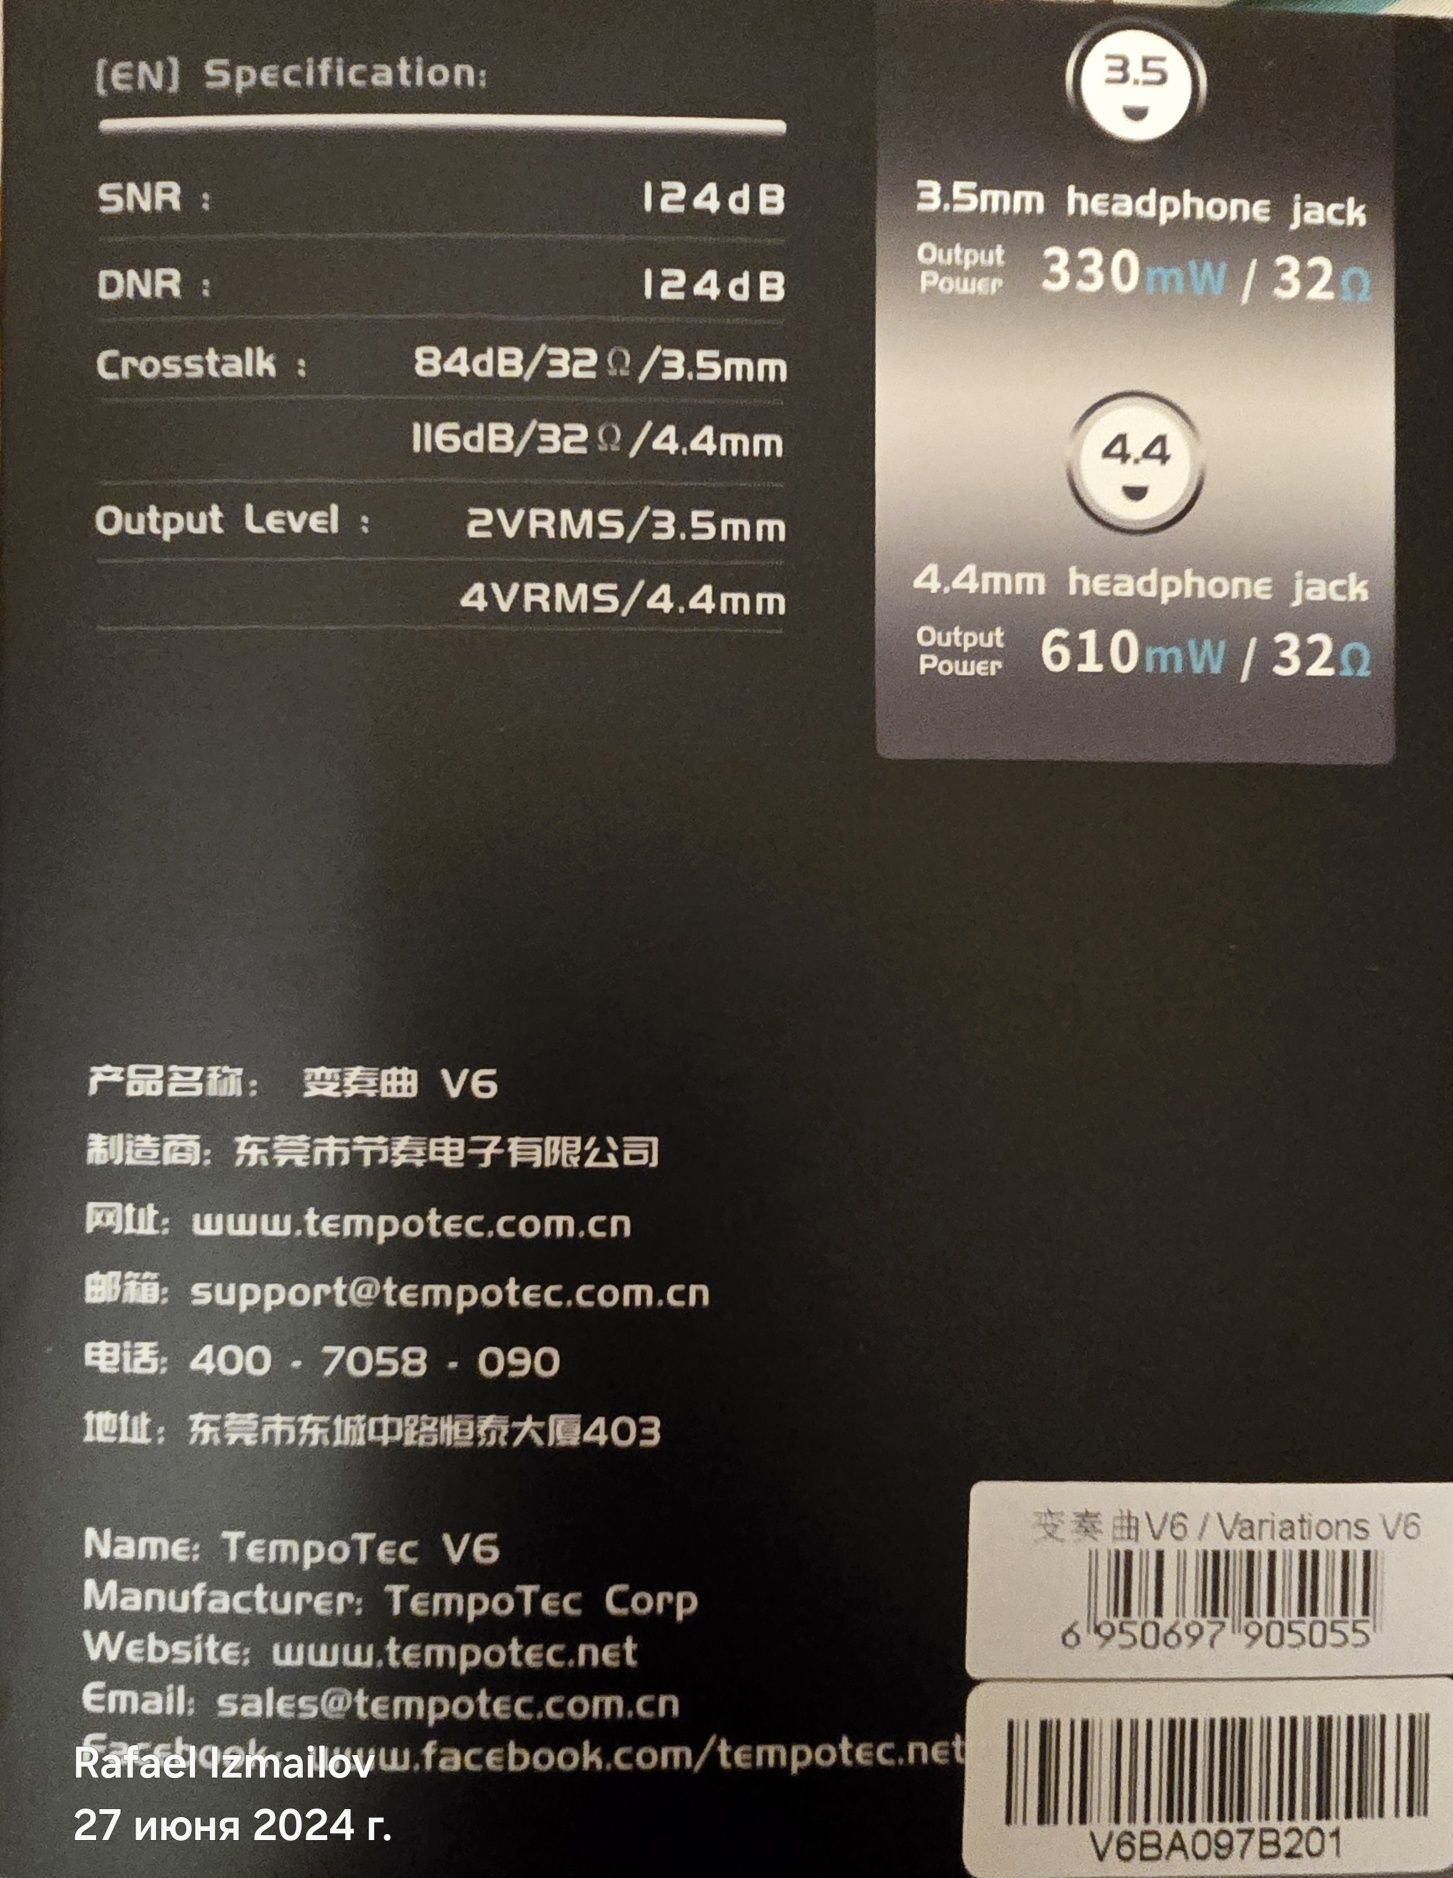 [EN] Specification:
SNR : 124dB
DNR : 124dB
Crosstalk : 84dB/32Ω/3.5mm
116dB/32Ω/4.4mm
Output Level : 2VRMS/3.5mm
4VRMS/4.4mm
3.5
3.5mm headphone jack
Output Power 330mW / 32Ω
4.4
4.4mm headphone jack
Output Power 610mW / 32Ω
产品名称: 变奏曲 V6
制造商: 东莞市节奏电子有限公司
网址: www.tempotec.com.cn
邮箱: support@tempotec.com.cn
电话: 400 - 7058 - 090
地址: 东莞市东城中路恒泰大厦403
Name: TempoTec V6
Manufacturer: TempoTec Corp
Website: www.tempotec.net
Email: sales@tempotec.com.cn
Facebook: www.facebook.com/tempotec.net
Rafael Izmailov
27 июня 2024 г.
变奏曲V6 / Variations V6
6 950697 905055
V6BA097B201